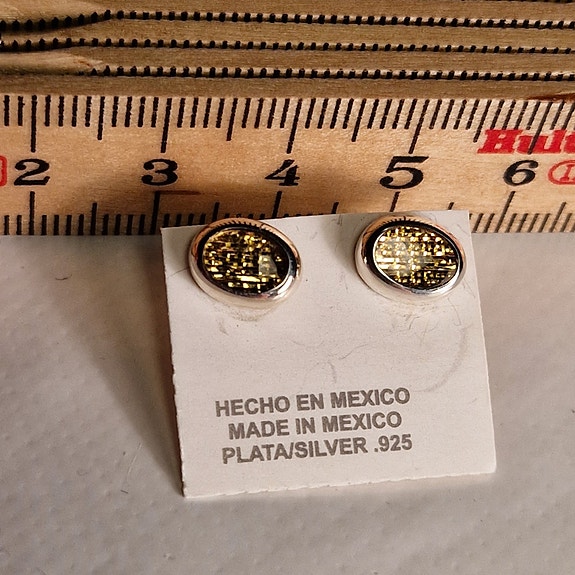 2 3 4 5 6
HECHO EN MEXICO
MADE IN MEXICO
PLATA/SILVER .925